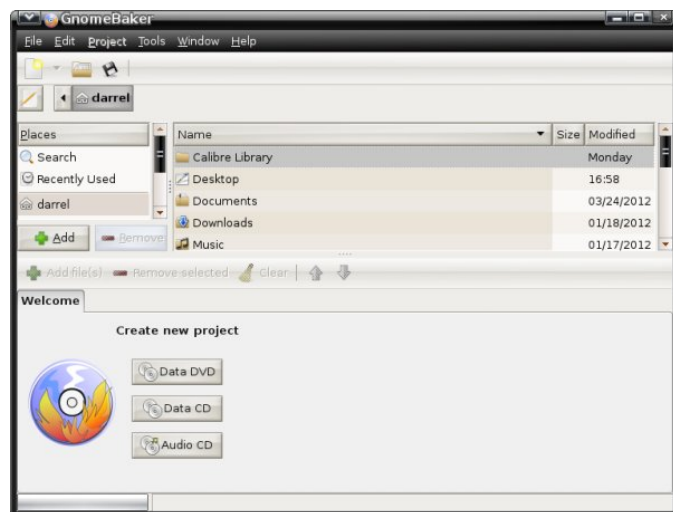 GnomeBaker
File Edit Project Tools Window Help
darrel
Places
Search
Recently Used
darrel
Add Remove
Name Size Modified
Calibre Library Monday
Desktop 16:58
Documents 03/24/2012
Downloads 01/18/2012
Music 01/17/2012
Add file(s) Remove selected Clear
Welcome
Create new project
Data DVD
Data CD
Audio CD